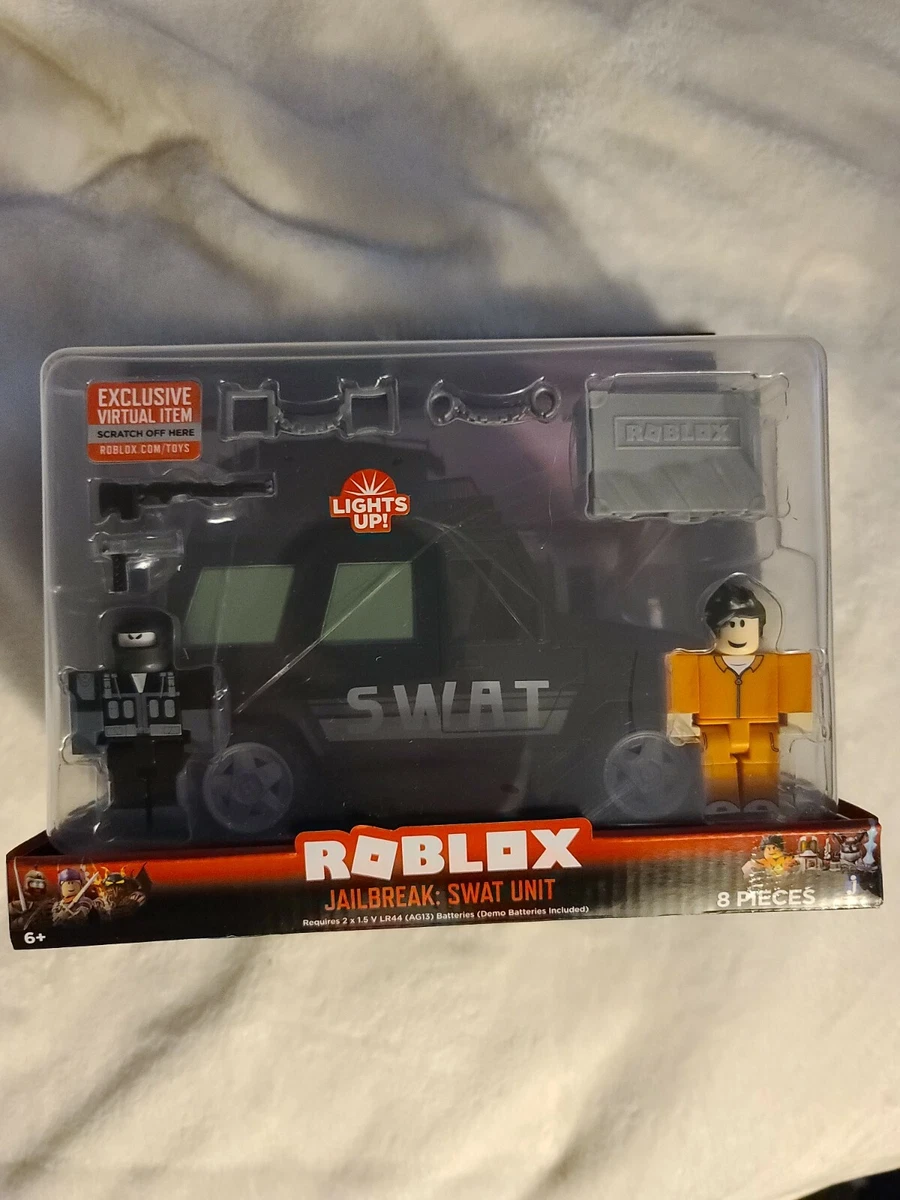 EXCLUSIVE
VIRTUAL ITEM
SCRATCH OFF HERE
ROBLOX.COM/TOYS
ROBLOX
LIGHTS
UP!
SWAT
ROBLOX
JAILBREAK: SWAT UNIT
Requires 2 x 1.5 V LR44 (AG13) Batteries (Demo Batteries Included)
8 PIECES
6+